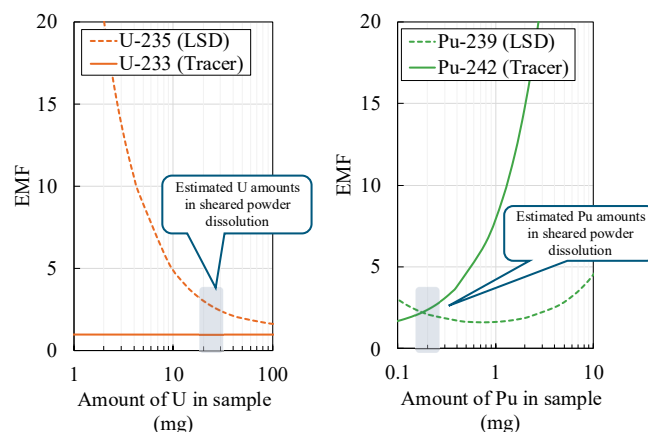 20
15
10
5
0
EMF
U-235 (LSD)
U-233 (Tracer)
Estimated U amounts
in sheared powder
dissolution
1
10
100
Amount of U in sample
(mg)
20
15
10
5
0
EMF
Pu-239 (LSD)
Pu-242 (Tracer)
Estimated Pu amounts
in sheared powder
dissolution
0.1
1
10
Amount of Pu in sample
(mg)